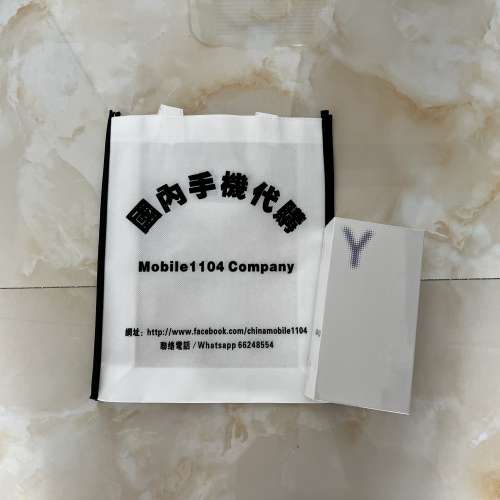 國內手機代購
Mobile1104 Company
網址：http://www.facebook.com/chinamobile1104
聯絡電話 / Whatsapp 66248554
Y